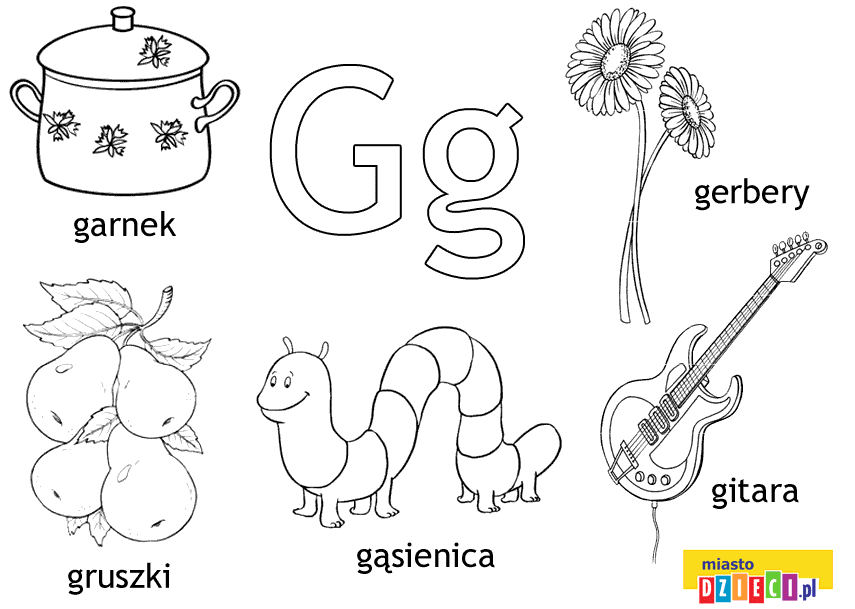 Gg
garnek
gerbery
gruszki
gąsienica
gitara
miasto
DZIECI.pl